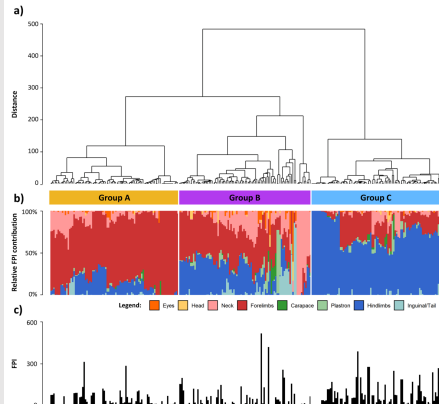 a)
500
400
300
200
100
0
Distance
b)
Group A
Group B
Group C
100%
50%
0%
Relative FPI contribution
Legend: Eyes Head Neck Forelimbs Carapace Plastron Hindlimbs Inguinal/Tail
c)
600
300
0
FPI